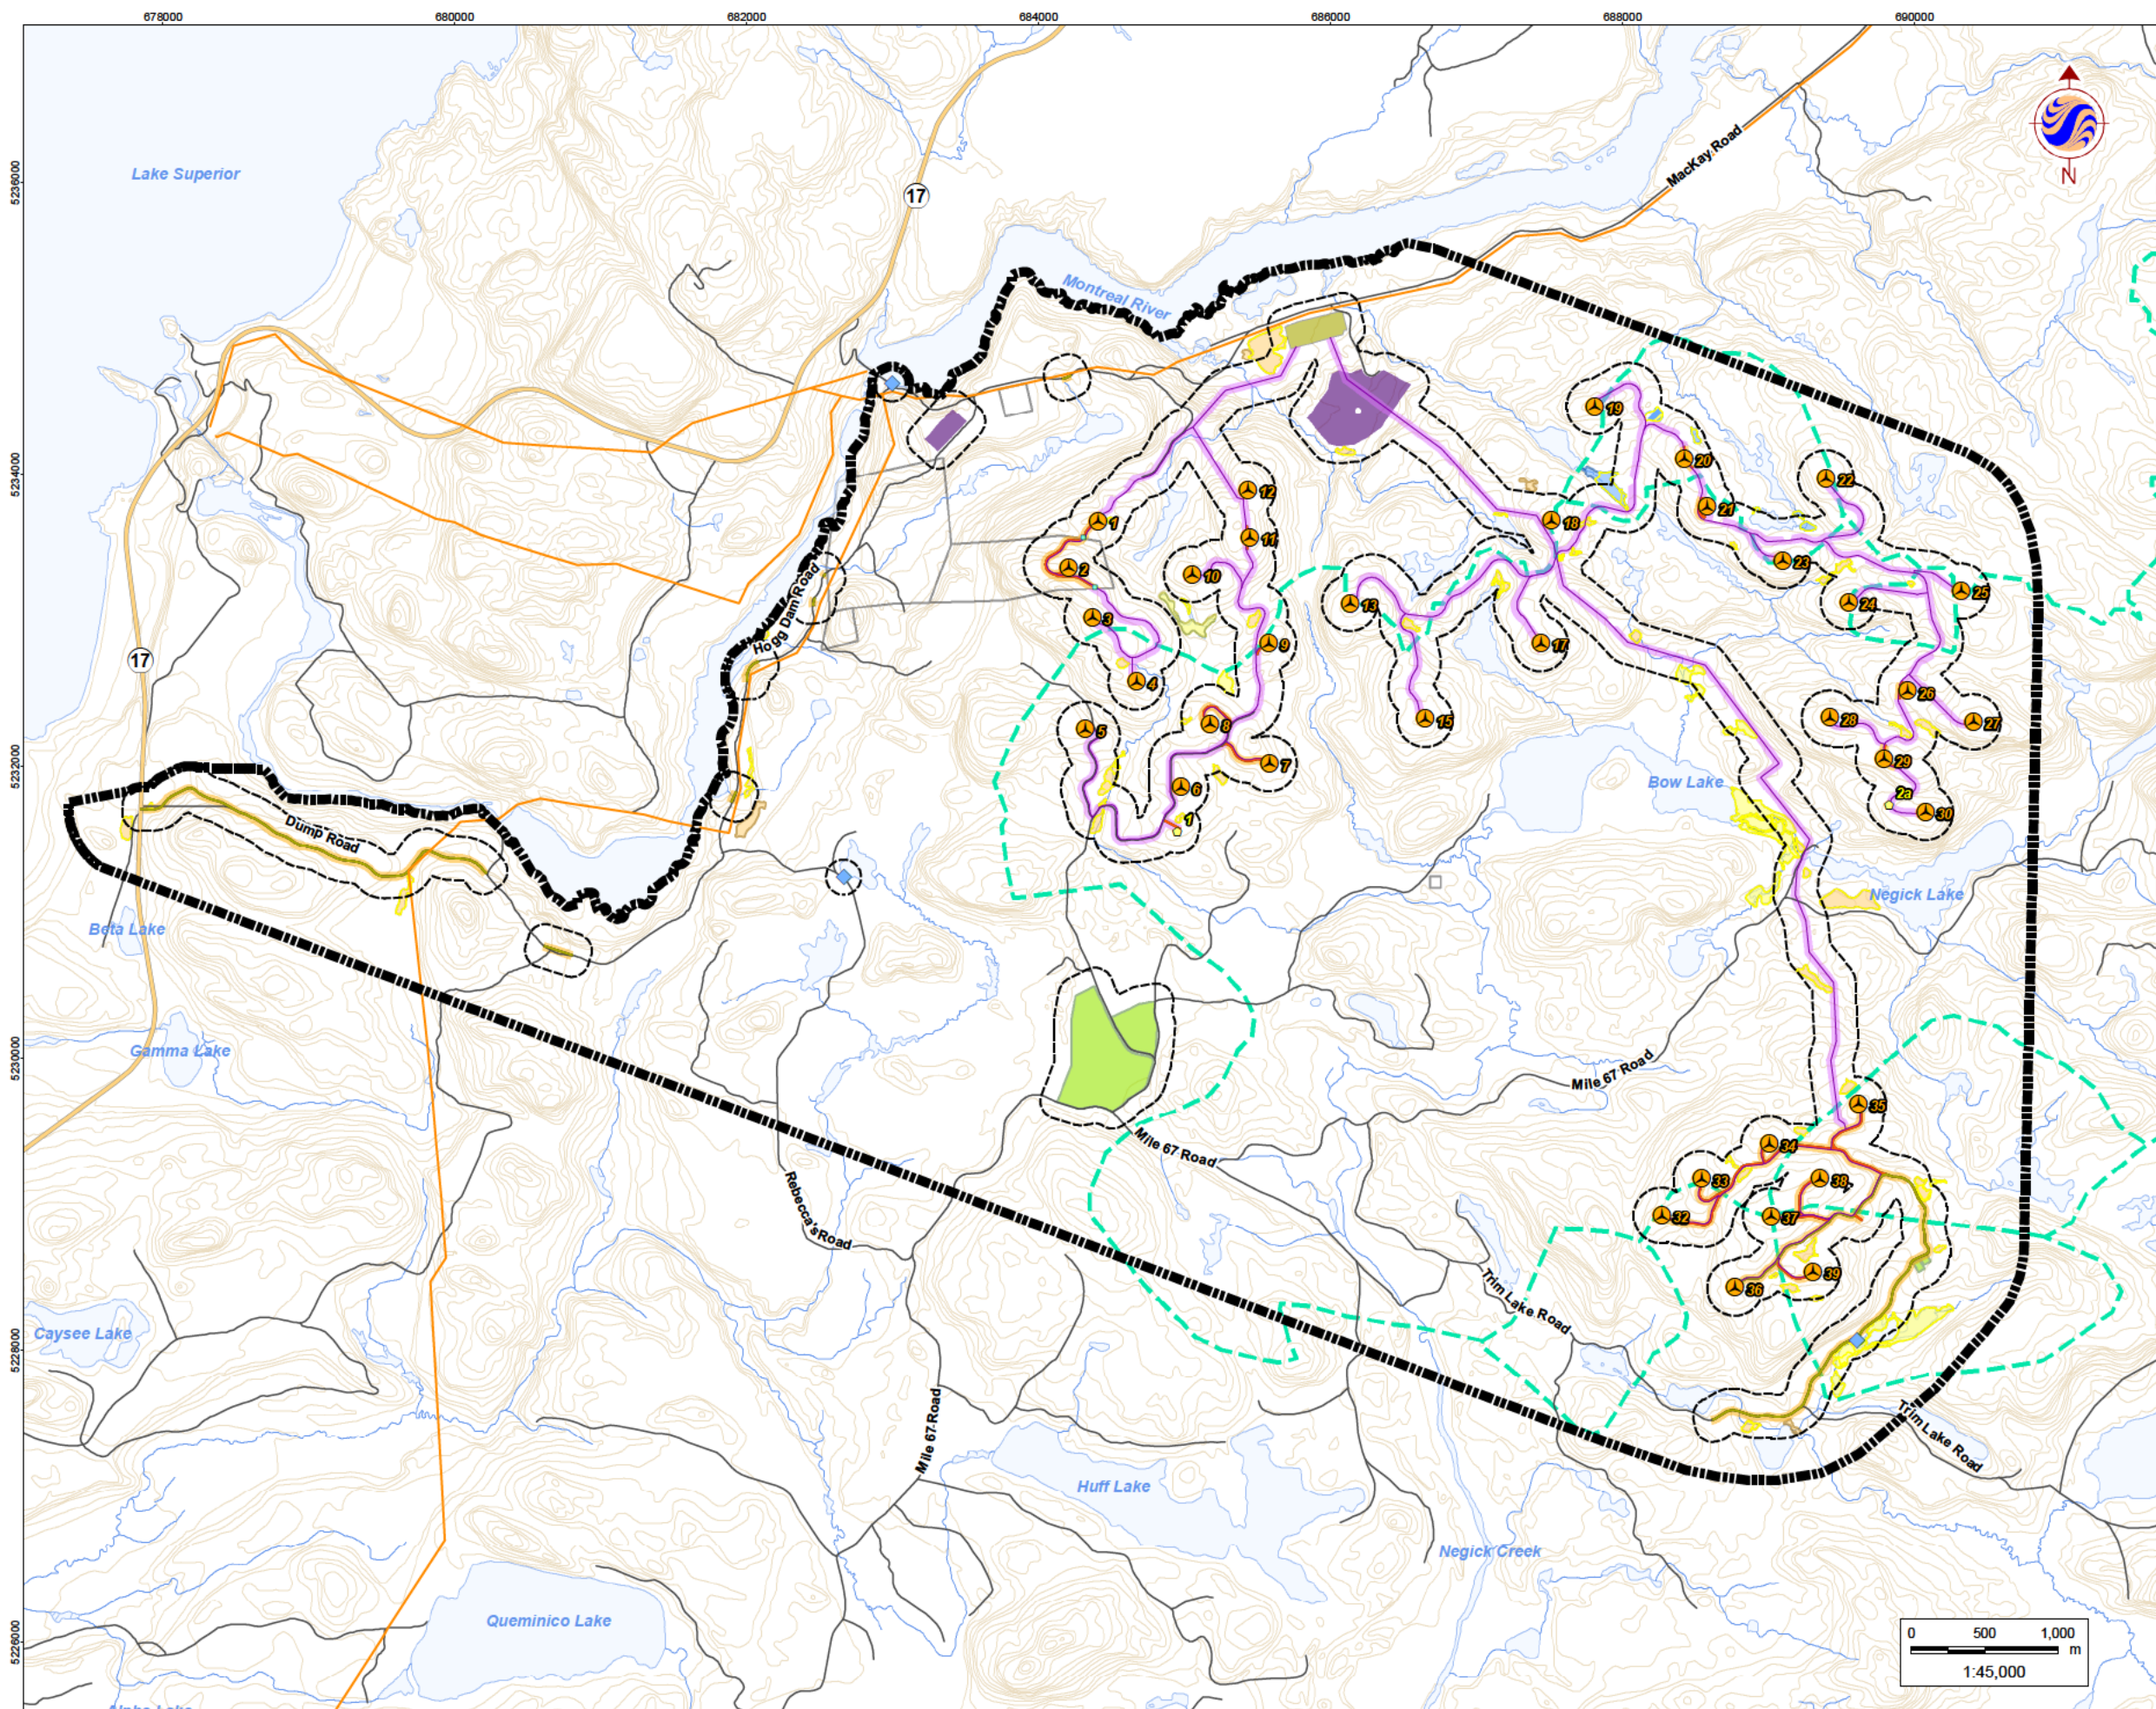 678000 680000 682000 684000 686000 688000 690000
5236000
5234000
5232000
5230000
5228000
5226000
N
Lake Superior
17
MacKay Road
Montreal River
19
20
22
12
1
18
21
11
2
10
23
25
13
24
3
9
17
Hogg Dam Road
17
4
26
15
28
27
5
8
29
7
6
Bow Lake
2a
30
1
Dump Road
Negick Lake
Beta Lake
Gamma Lake
Mile 67 Road
35
34
Mile 67 Road
33
38
Rebecca's Road
32
37
39
36
Trim Lake Road
Caysee Lake
Mile 67 Road
Trim Lake Road
Huff Lake
Negick Creek
Queminico Lake
0 500 1,000
m
1:45,000